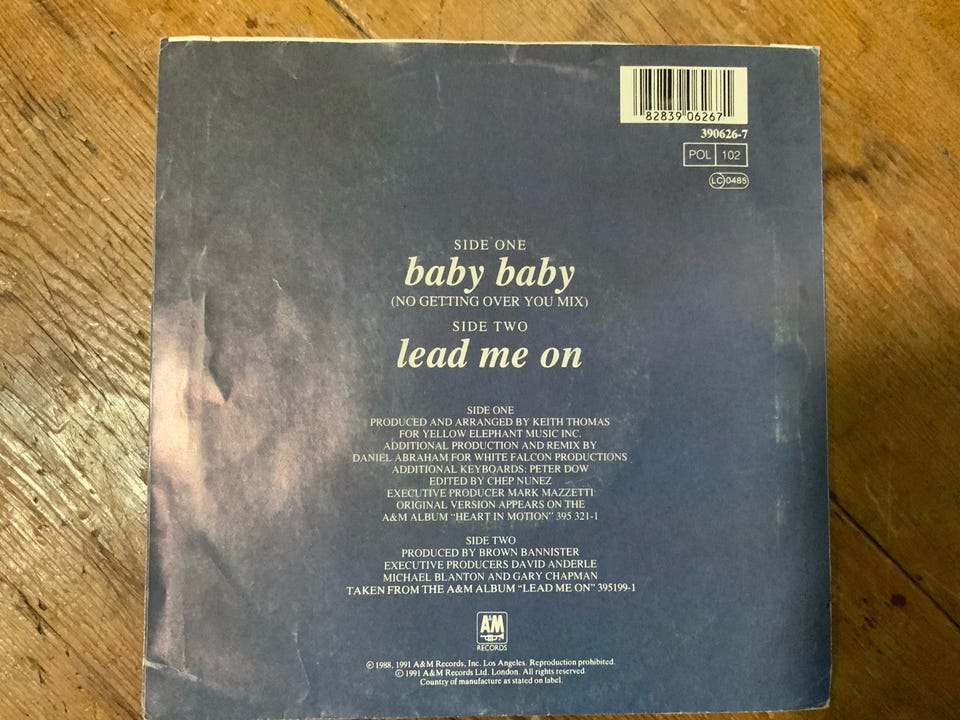 82839 06267
390626-7
POL 102
LC 0485
SIDE ONE
baby baby
(NO GETTING OVER YOU MIX)
SIDE TWO
lead me on
SIDE ONE
PRODUCED AND ARRANGED BY KEITH THOMAS
FOR YELLOW ELEPHANT MUSIC INC.
ADDITIONAL PRODUCTION AND REMIX BY
DANIEL ABRAHAM FOR WHITE FALCON PRODUCTIONS
ADDITIONAL KEYBOARDS: PETER DOW
EDITED BY CHEP NUNEZ
EXECUTIVE PRODUCER MARK MAZZETTI
ORIGINAL VERSION APPEARS ON THE
A&M ALBUM "HEART IN MOTION" 395 321-1
SIDE TWO
PRODUCED BY BROWN BANNISTER
EXECUTIVE PRODUCERS DAVID ANDERLE
MICHAEL BLANTON AND GARY CHAPMAN
TAKEN FROM THE A&M ALBUM "LEAD ME ON" 395199-1
A&M
RECORDS
℗ 1988, 1991 A&M Records, Inc. Los Angeles. Reproduction prohibited.
© 1991 A&M Records Ltd. London. All rights reserved
Country of manufacture as stated on label.